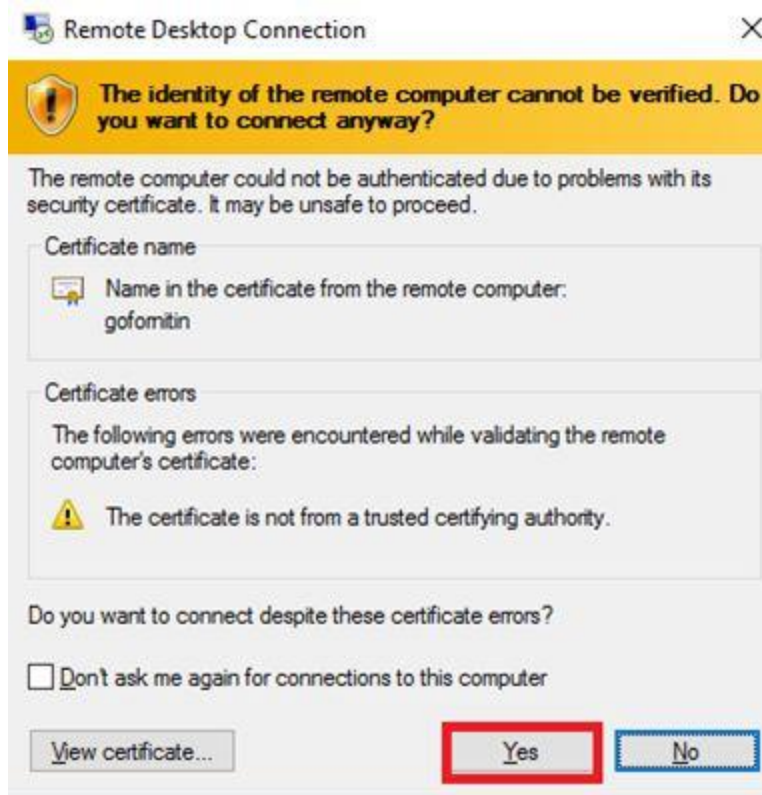 Remote Desktop Connection
The identity of the remote computer cannot be verified. Do
you want to connect anyway?
The remote computer could not be authenticated due to problems with its
security certificate. It may be unsafe to proceed.
Certificate name
Name in the certificate from the remote computer:
gofornitin
Certificate errors
The following errors were encountered while validating the remote
computer's certificate:
The certificate is not from a trusted certifying authority.
Do you want to connect despite these certificate errors?
Don't ask me again for connections to this computer
View certificate... Yes No